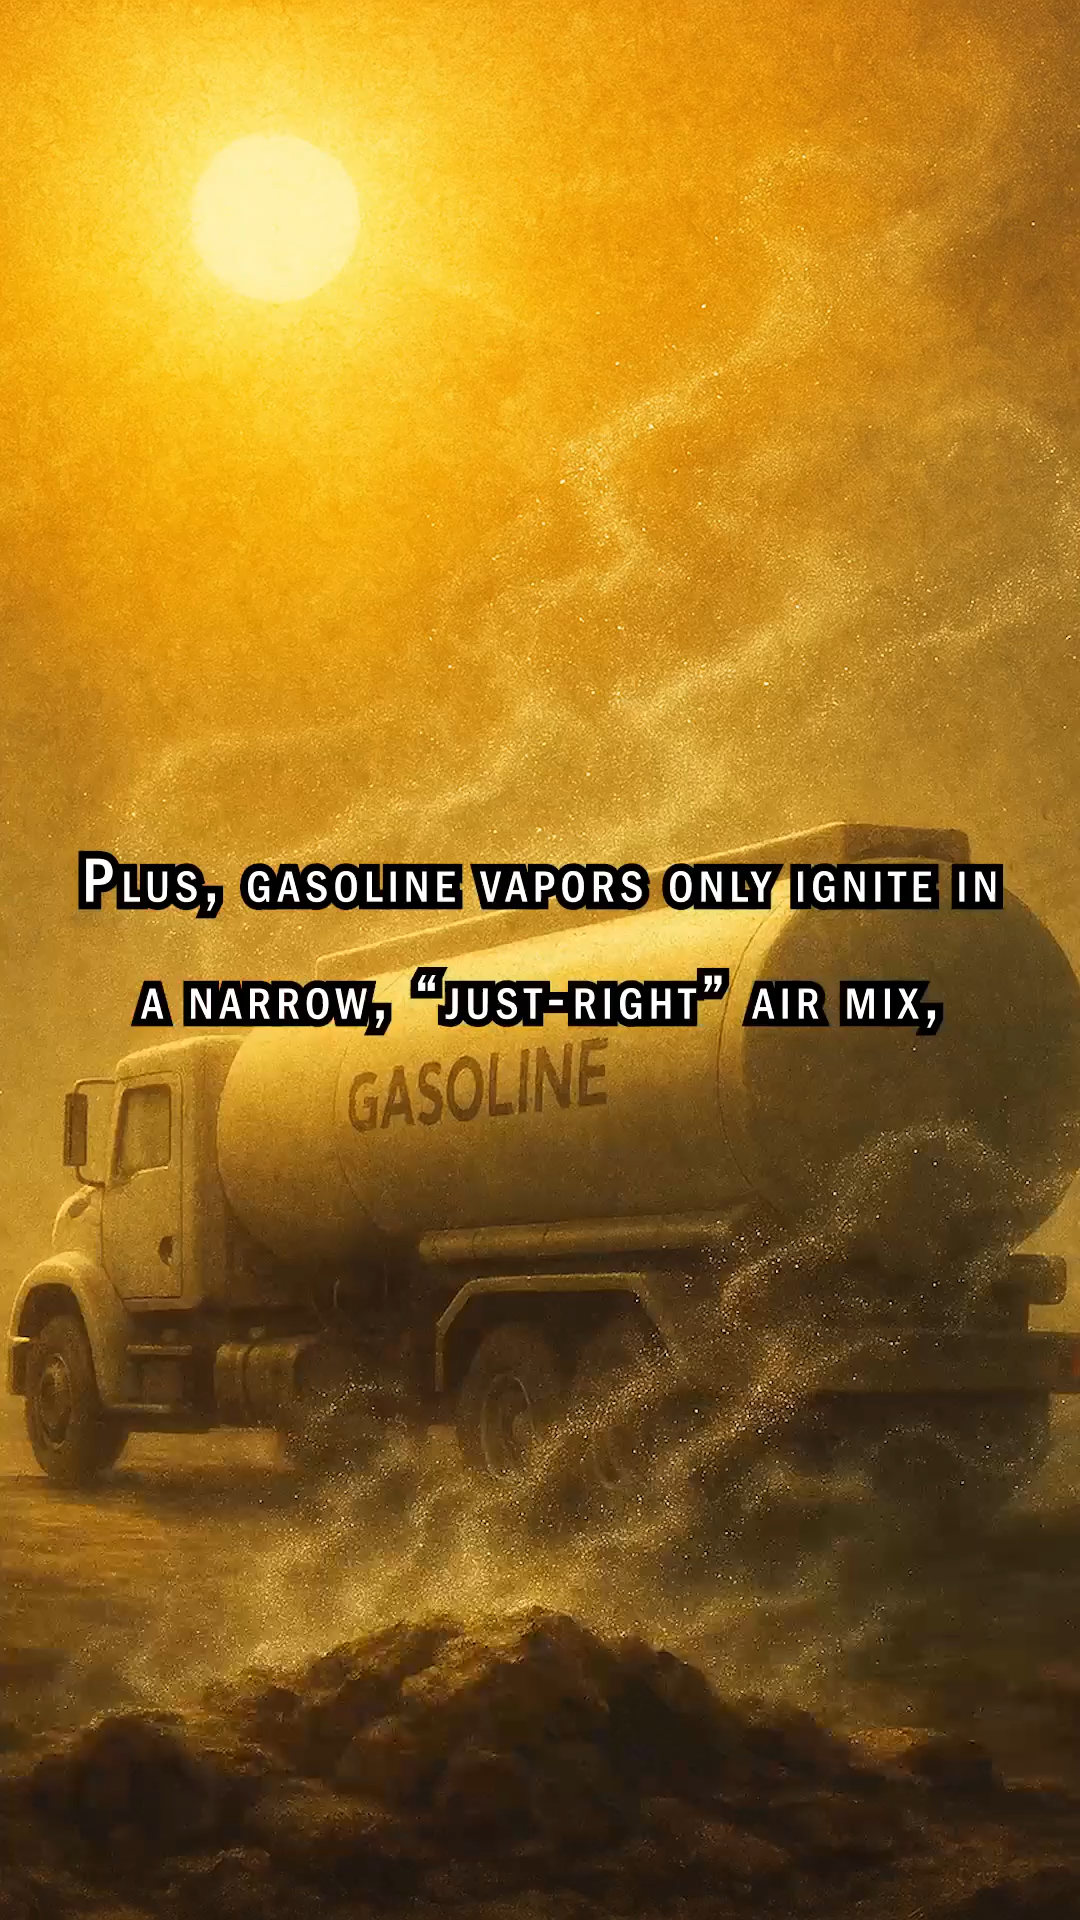 Plus, gasoline vapors only ignite in
a narrow, “just-right” air mix,
GASOLINE